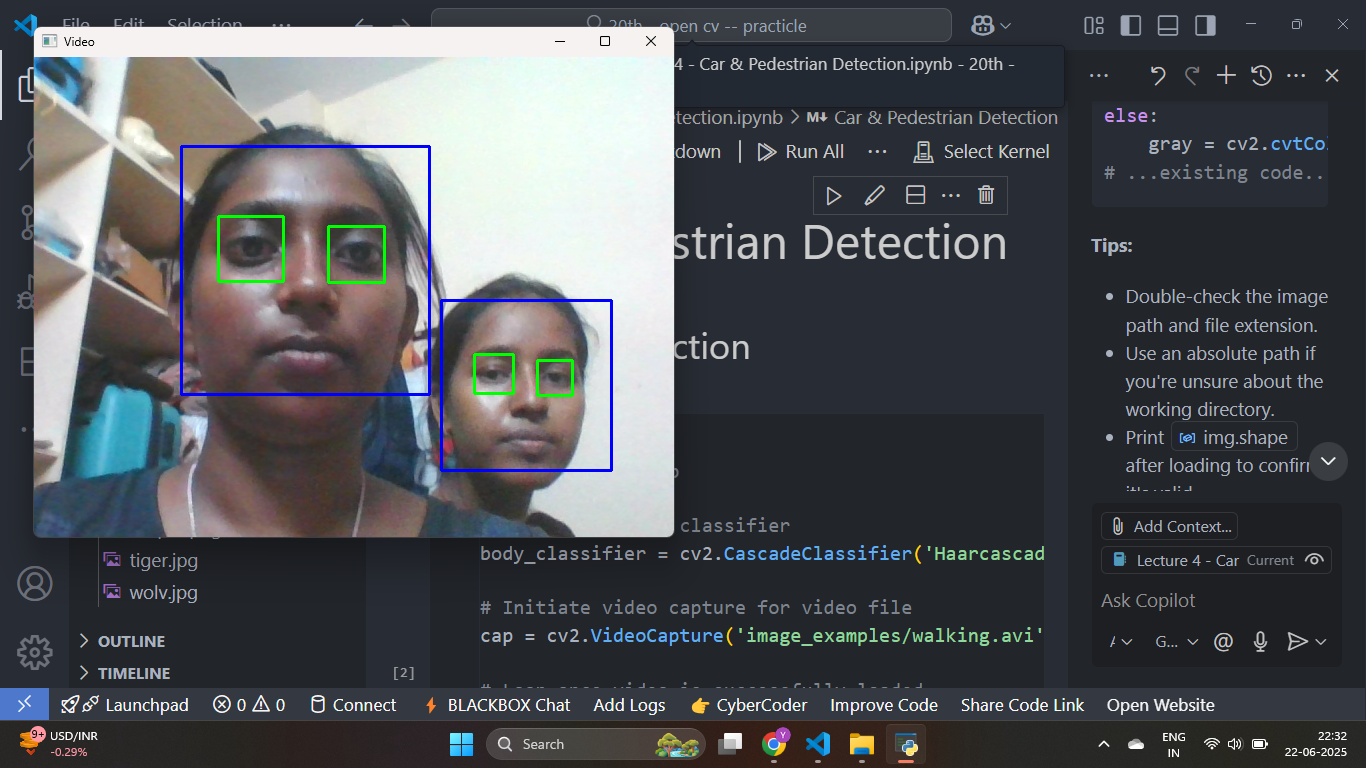 File Edit Selection ...
20th - open cv -- practicle
Video
4 - Car & Pedestrian Detection.ipynb - 20th -
etection.ipynb > M↓ Car & Pedestrian Detection
kdown
Run All
...
Select Kernel
strian Detection
ction
classifier
body_classifier = cv2.CascadeClassifier('Haarcascad
# Initiate video capture for video file
cap = cv2.VideoCapture('image_examples/walking.avi'
[2]
tiger.jpg
wolv.jpg
OUTLINE
TIMELINE
else:
gray = cv2.cvtCo
# ...existing code..
Tips:
• Double-check the image
path and file extension.
• Use an absolute path if
you're unsure about the
working directory.
• Print img.shape
after loading to confirm
it's valid
Add Context...
Lecture 4 - Car Current
Ask Copilot
G...
Launchpad 0 0 Connect BLACKBOX Chat Add Logs CyberCoder Improve Code Share Code Link Open Website
9+
USD/INR
-0.29%
Search
Y
ENG
IN
22:32
22-06-2025